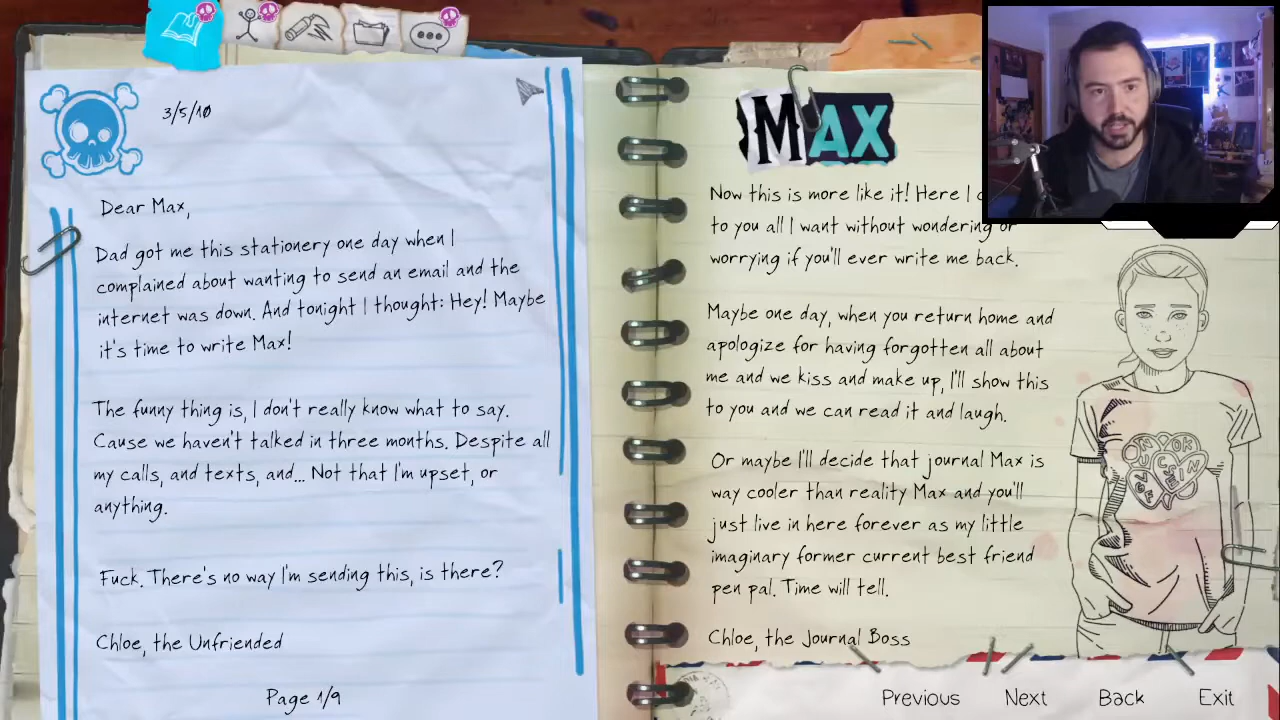 3/5/10
Dear Max,
Dad got me this stationery one day when I
complained about wanting to send an email and the
internet was down. And tonight I thought: Hey! Maybe
it's time to write Max!
The funny thing is, I don't really know what to say.
Cause we haven't talked in three months. Despite all
my calls, and texts, and... Not that I'm upset, or
anything.
Fuck. There's no way I'm sending this, is there?
Chloe, the Unfriended
Page 1/9
MAX
Now this is more like it! Here I
to you all I want without wondering or
worrying if you'll ever write me back.
Maybe one day, when you return home and
apologize for having forgotten all about
me and we kiss and make up, I'll show this
to you and we can read it and laugh.
Or maybe I'll decide that journal Max is
way cooler than reality Max and you'll
just live in here forever as my little
imaginary former current best friend
pen pal. Time will tell.
Chloe, the Journal Boss
Previous Next Back Exit